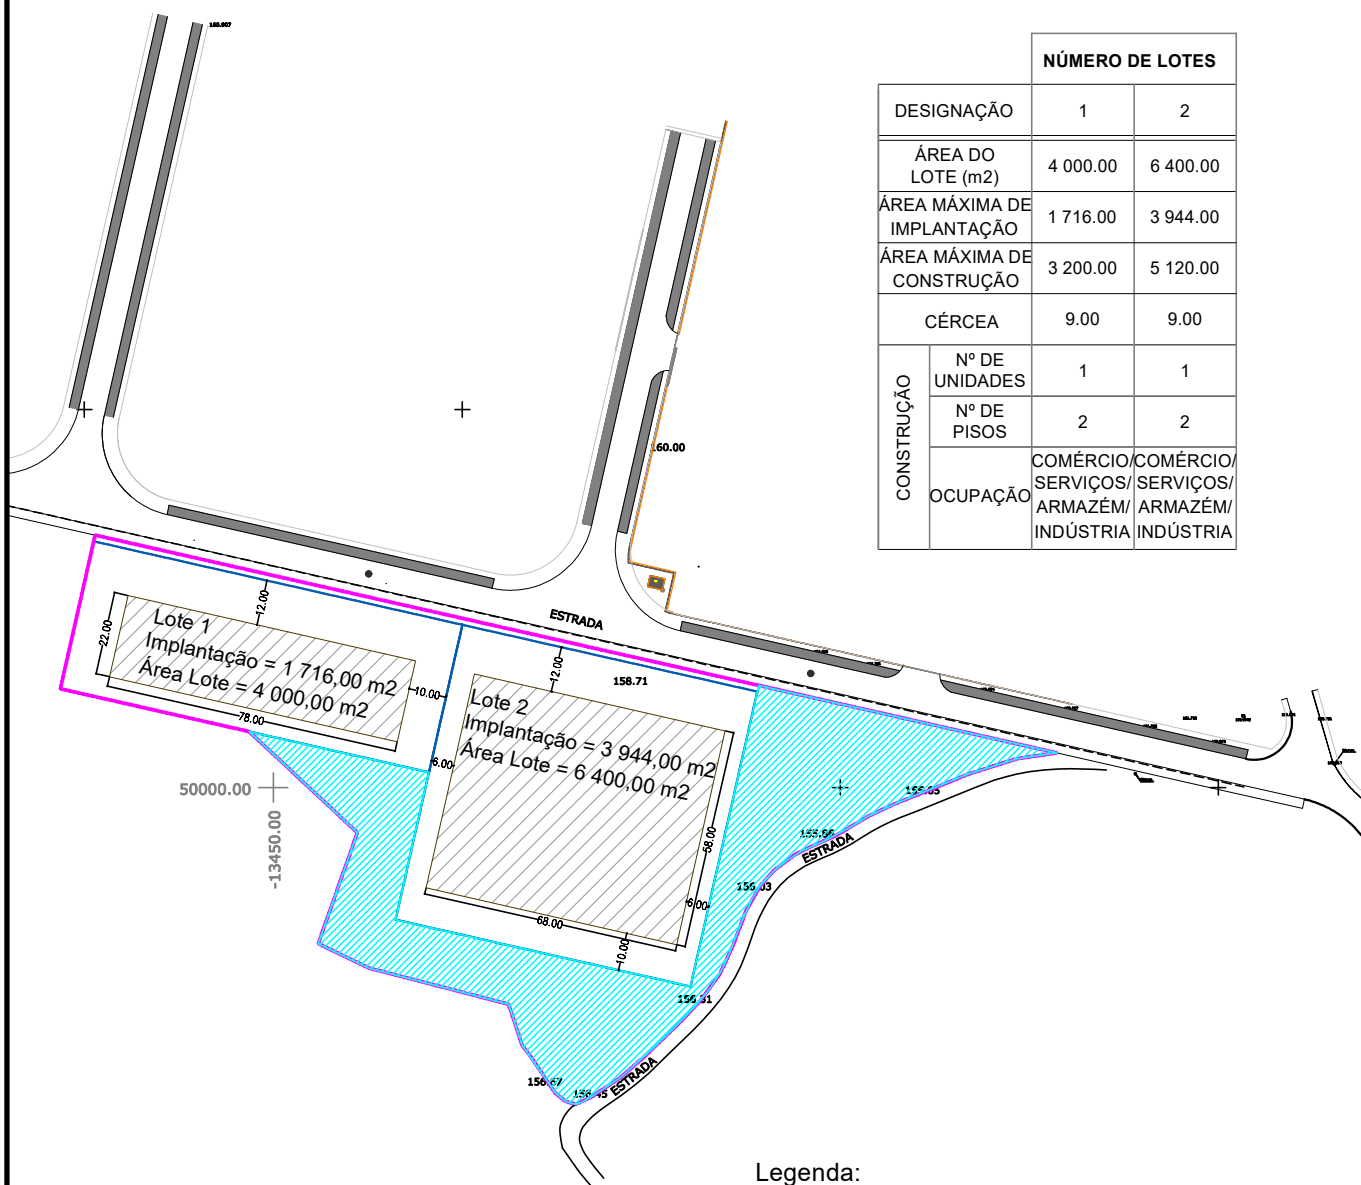 NÚMERO DE LOTES
DESIGNAÇÃO 1 2
ÁREA DO
LOTE (m2) 4 000.00 6 400.00
ÁREA MÁXIMA DE
IMPLANTAÇÃO 1 716.00 3 944.00
ÁREA MÁXIMA DE
CONSTRUÇÃO 3 200.00 5 120.00
CÉRCEA 9.00 9.00
CONSTRUÇÃO
Nº DE
UNIDADES 1 1
Nº DE
PISOS 2 2
OCUPAÇÃO
COMÉRCIO/
SERVIÇOS/
ARMAZÉM/
INDÚSTRIA
COMÉRCIO/
SERVIÇOS/
ARMAZÉM/
INDÚSTRIA
160.907
60.00
ESTRADA
12.00
22.00
Lote 1
Implantação = 1 716,00 m2
Área Lote = 4 000,00 m2
10.00
78.00
12.00
158.71
Lote 2
Implantação = 3 944,00 m2
Área Lote = 6 400,00 m2
6.00
58.00
6.00
68.00
10.00
50000.00
-13450.00
ESTRADA
ESTRADA
Legenda: